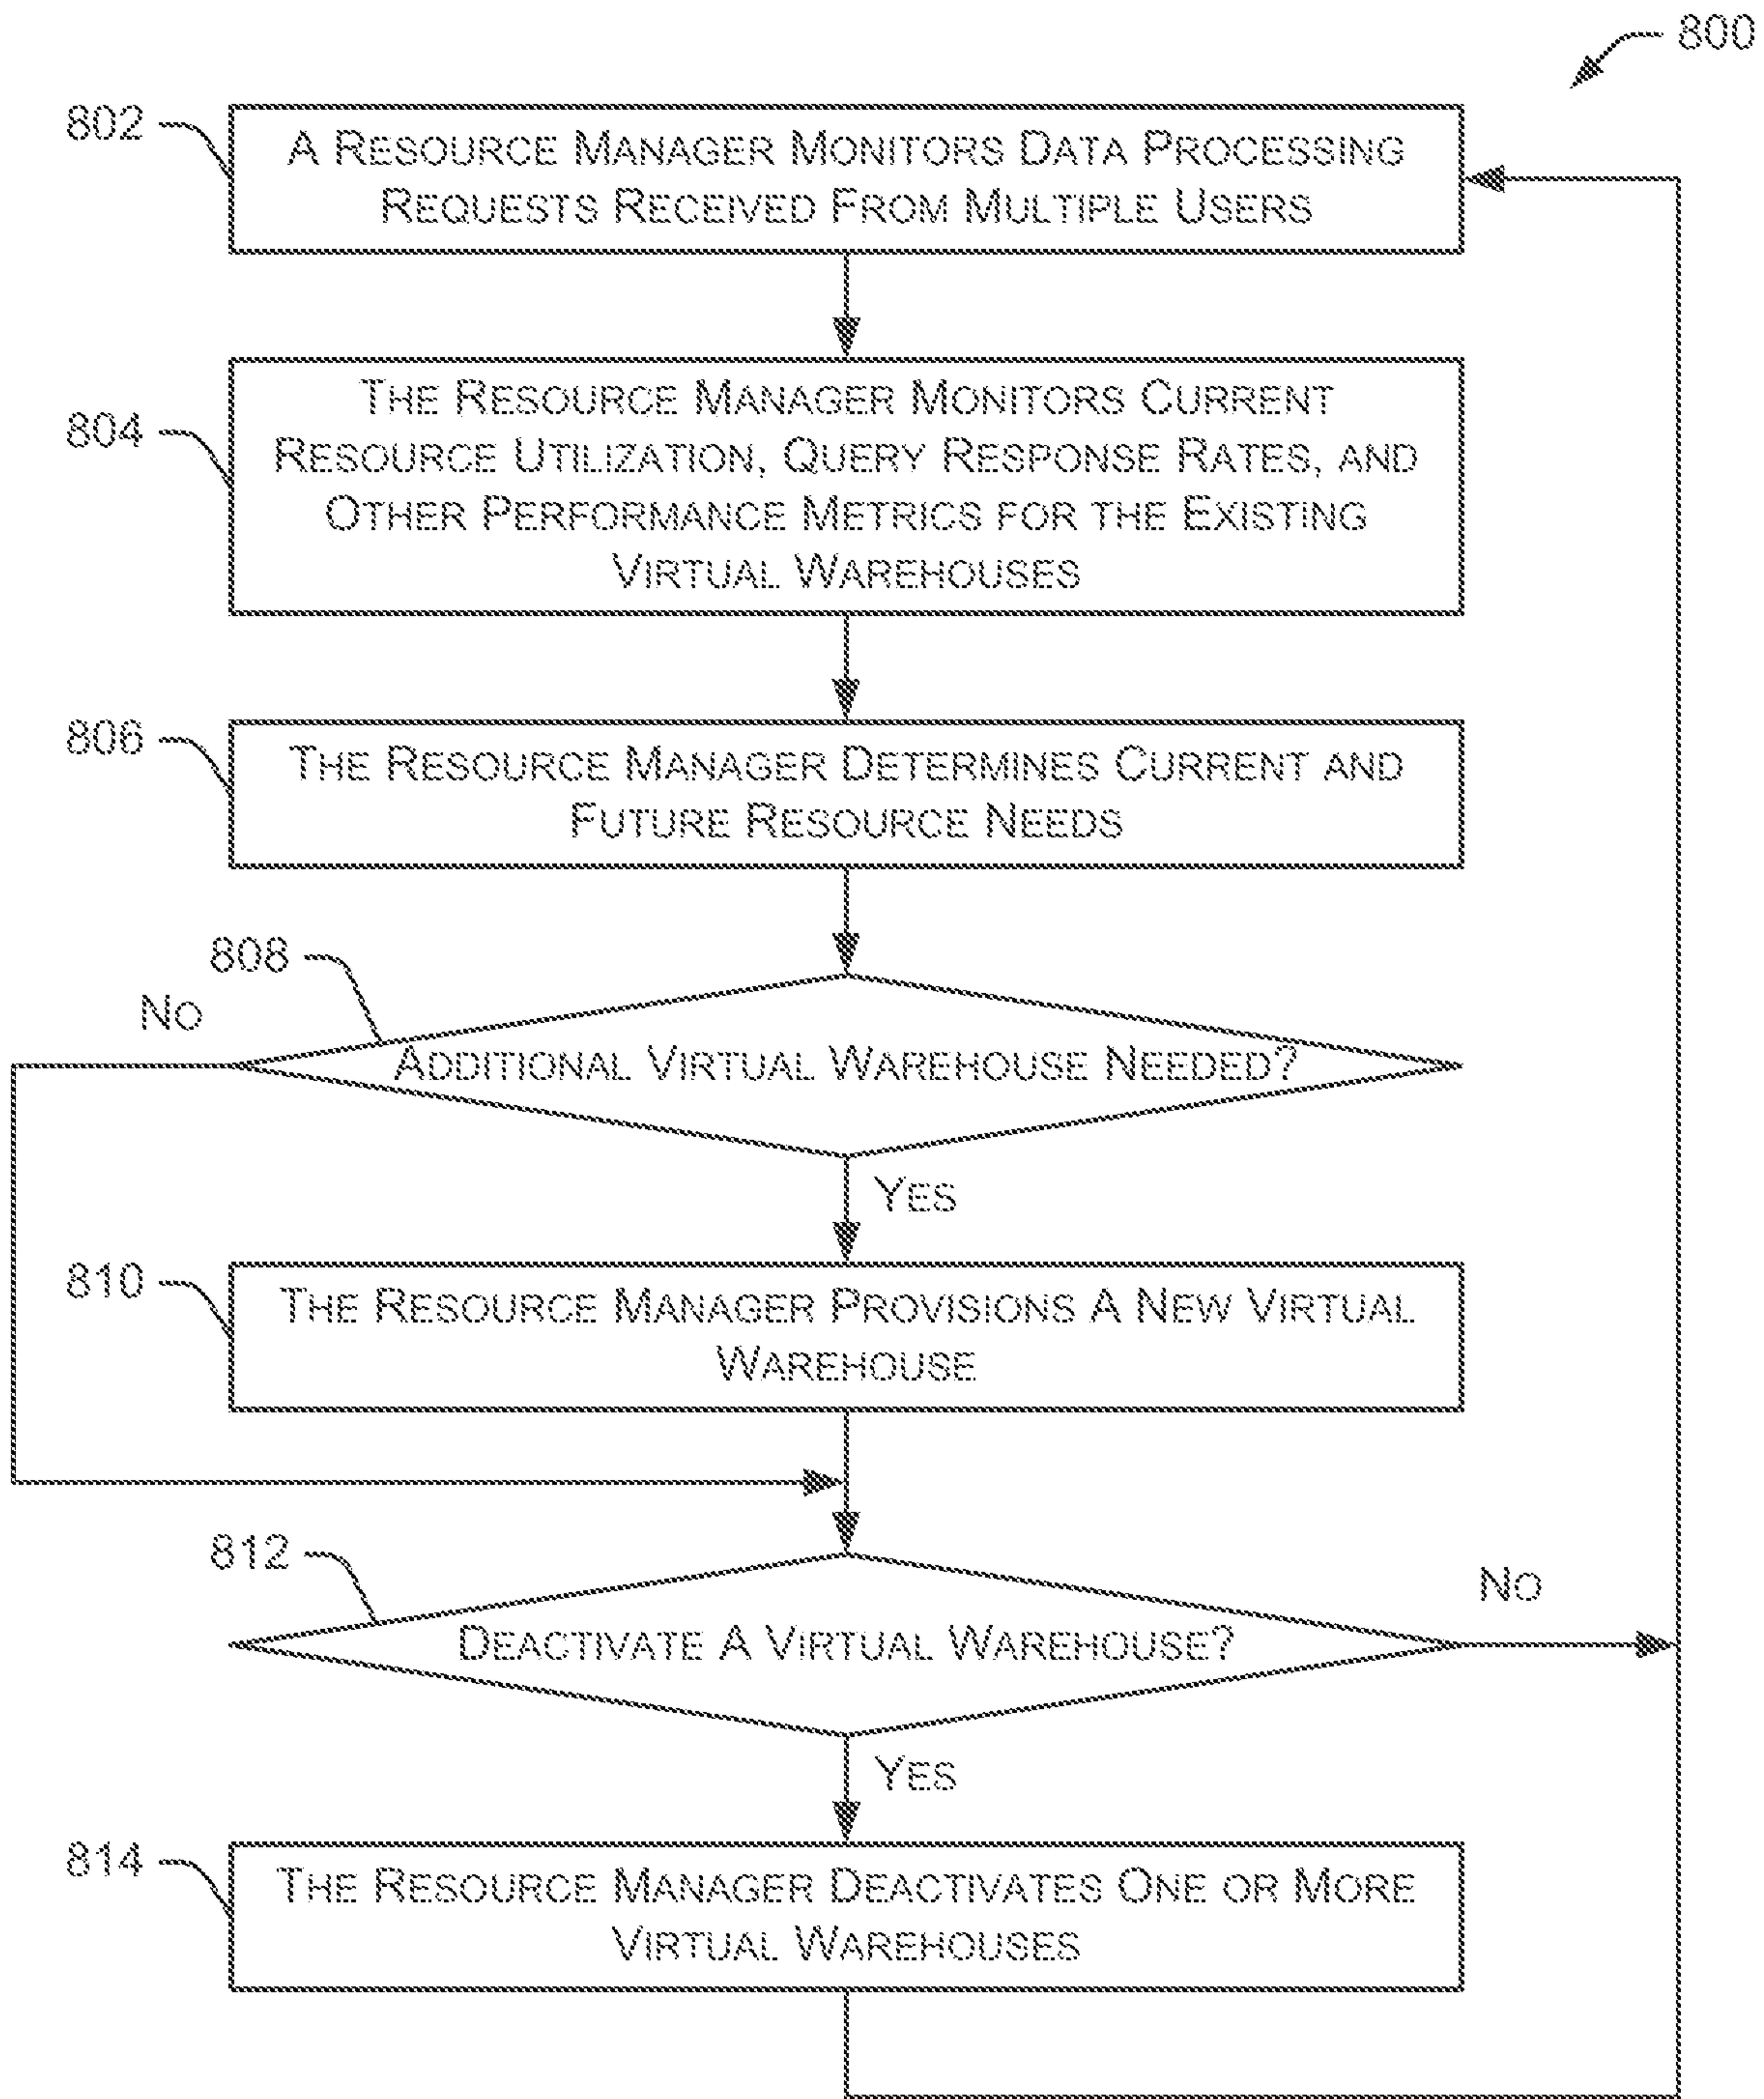 800
802
A RESOURCE MANAGER MONITORS DATA PROCESSING
REQUESTS RECEIVED FROM MULTIPLE USERS
804
THE RESOURCE MANAGER MONITORS CURRENT
RESOURCE UTILIZATION, QUERY RESPONSE RATES, AND
OTHER PERFORMANCE METRICS FOR THE EXISTING
VIRTUAL WAREHOUSES
806
THE RESOURCE MANAGER DETERMINES CURRENT AND
FUTURE RESOURCE NEEDS
808
NO
ADDITIONAL VIRTUAL WAREHOUSE NEEDED?
YES
810
THE RESOURCE MANAGER PROVISIONS A NEW VIRTUAL
WAREHOUSE
812
NO
DEACTIVATE A VIRTUAL WAREHOUSE?
YES
814
THE RESOURCE MANAGER DEACTIVATES ONE OR MORE
VIRTUAL WAREHOUSES